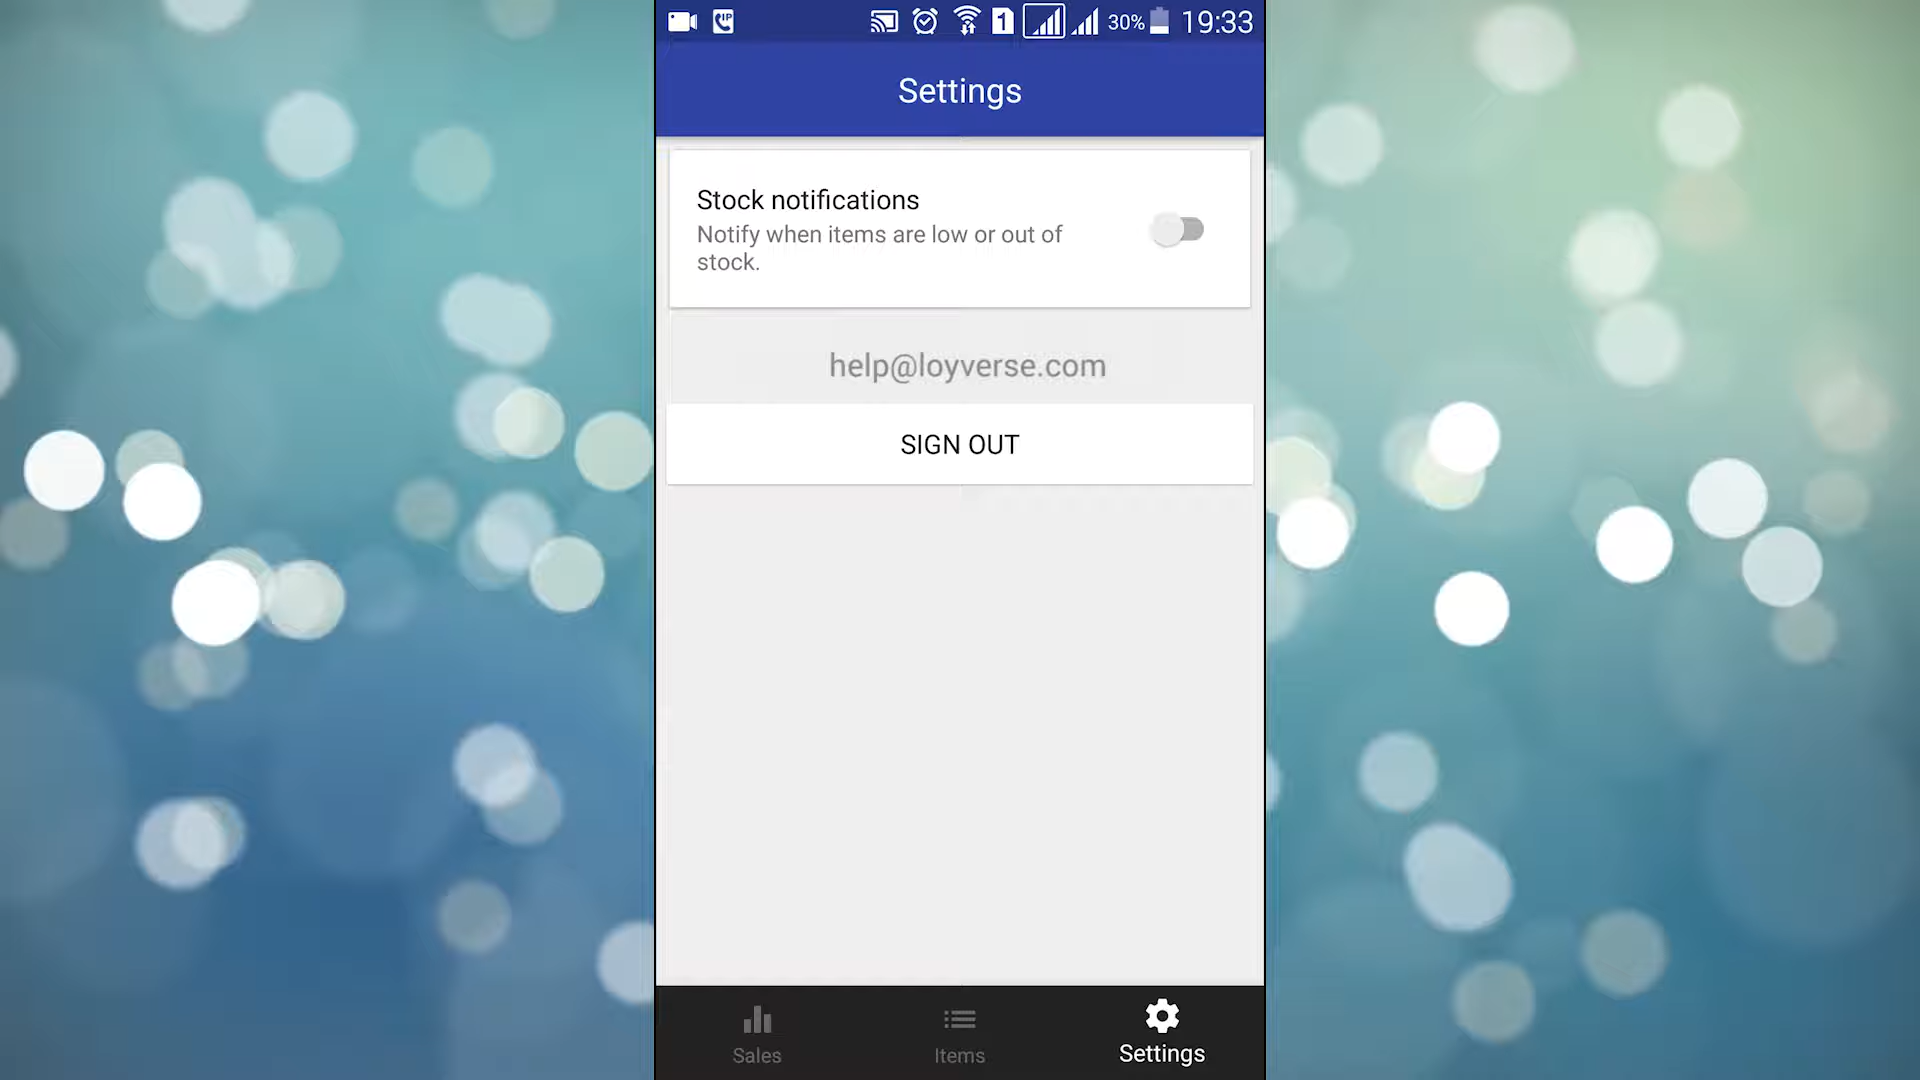 1 30% 19:33
Settings
Stock notifications
Notify when items are low or out of
stock.
help@loyverse.com
SIGN OUT
Sales Items Settings